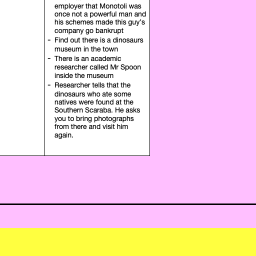 employer that Monotoli was
once not a powerful man and
his schemes made this guy's
company go bankrupt
- Find out there is a dinosaurs
museum in the town
- There is an academic
researcher called Mr Spoon
inside the museum
- Researcher tells that the
dinosaurs who ate some
natives were found at the
Southern Scaraba. He asks
you to bring photographs
from there and visit him
again.